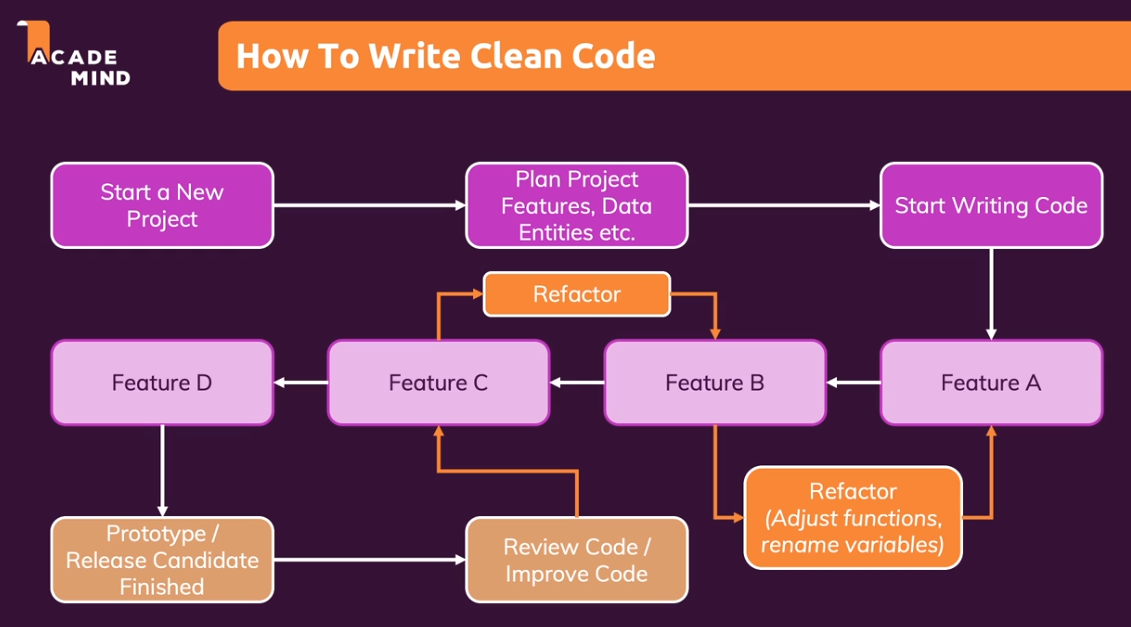 ACADE
MIND
How To Write Clean Code
Start a New
Project
Plan Project
Features, Data
Entities etc.
Start Writing Code
Refactor
Feature D
Feature C
Feature B
Feature A
Refactor
(Adjust functions,
rename variables)
Prototype /
Release Candidate
Finished
Review Code /
Improve Code